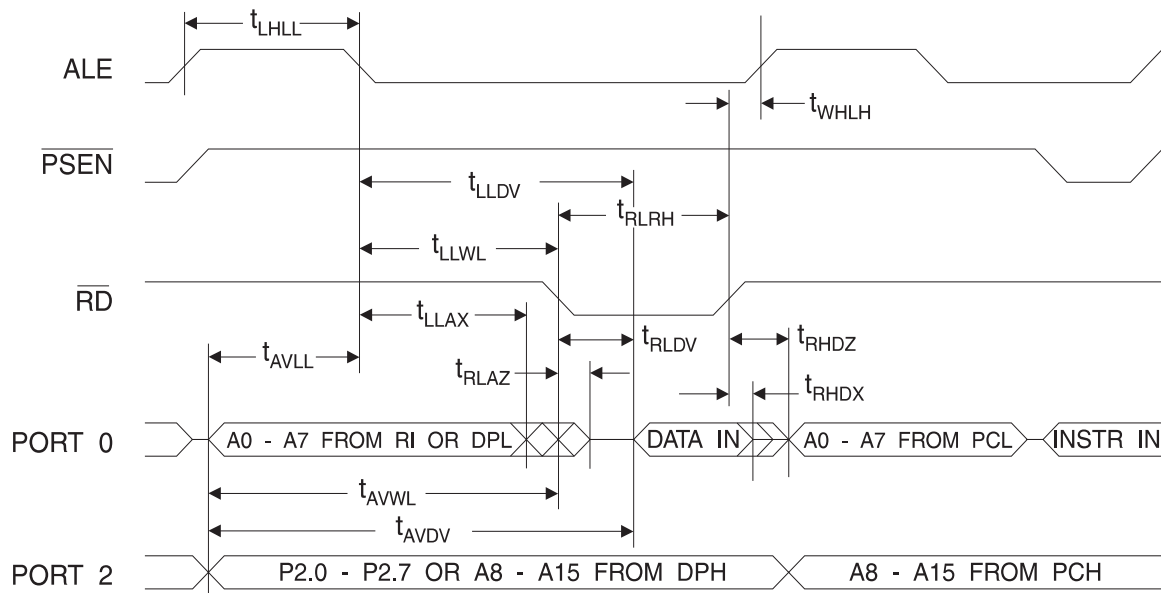 tLHLL
ALE
tWHLH
PSEN
tLLDV
tRLRH
tLLWL
RD
tLLAX
tRLDV
tRHDZ
tAVLL
tRLAZ
tRHDX
PORT 0
A0 - A7 FROM RI OR DPL
DATA IN
A0 - A7 FROM PCL
INSTR IN
tAVWL
tAVDV
PORT 2
P2.0 - P2.7 OR A8 - A15 FROM DPH
A8 - A15 FROM PCH